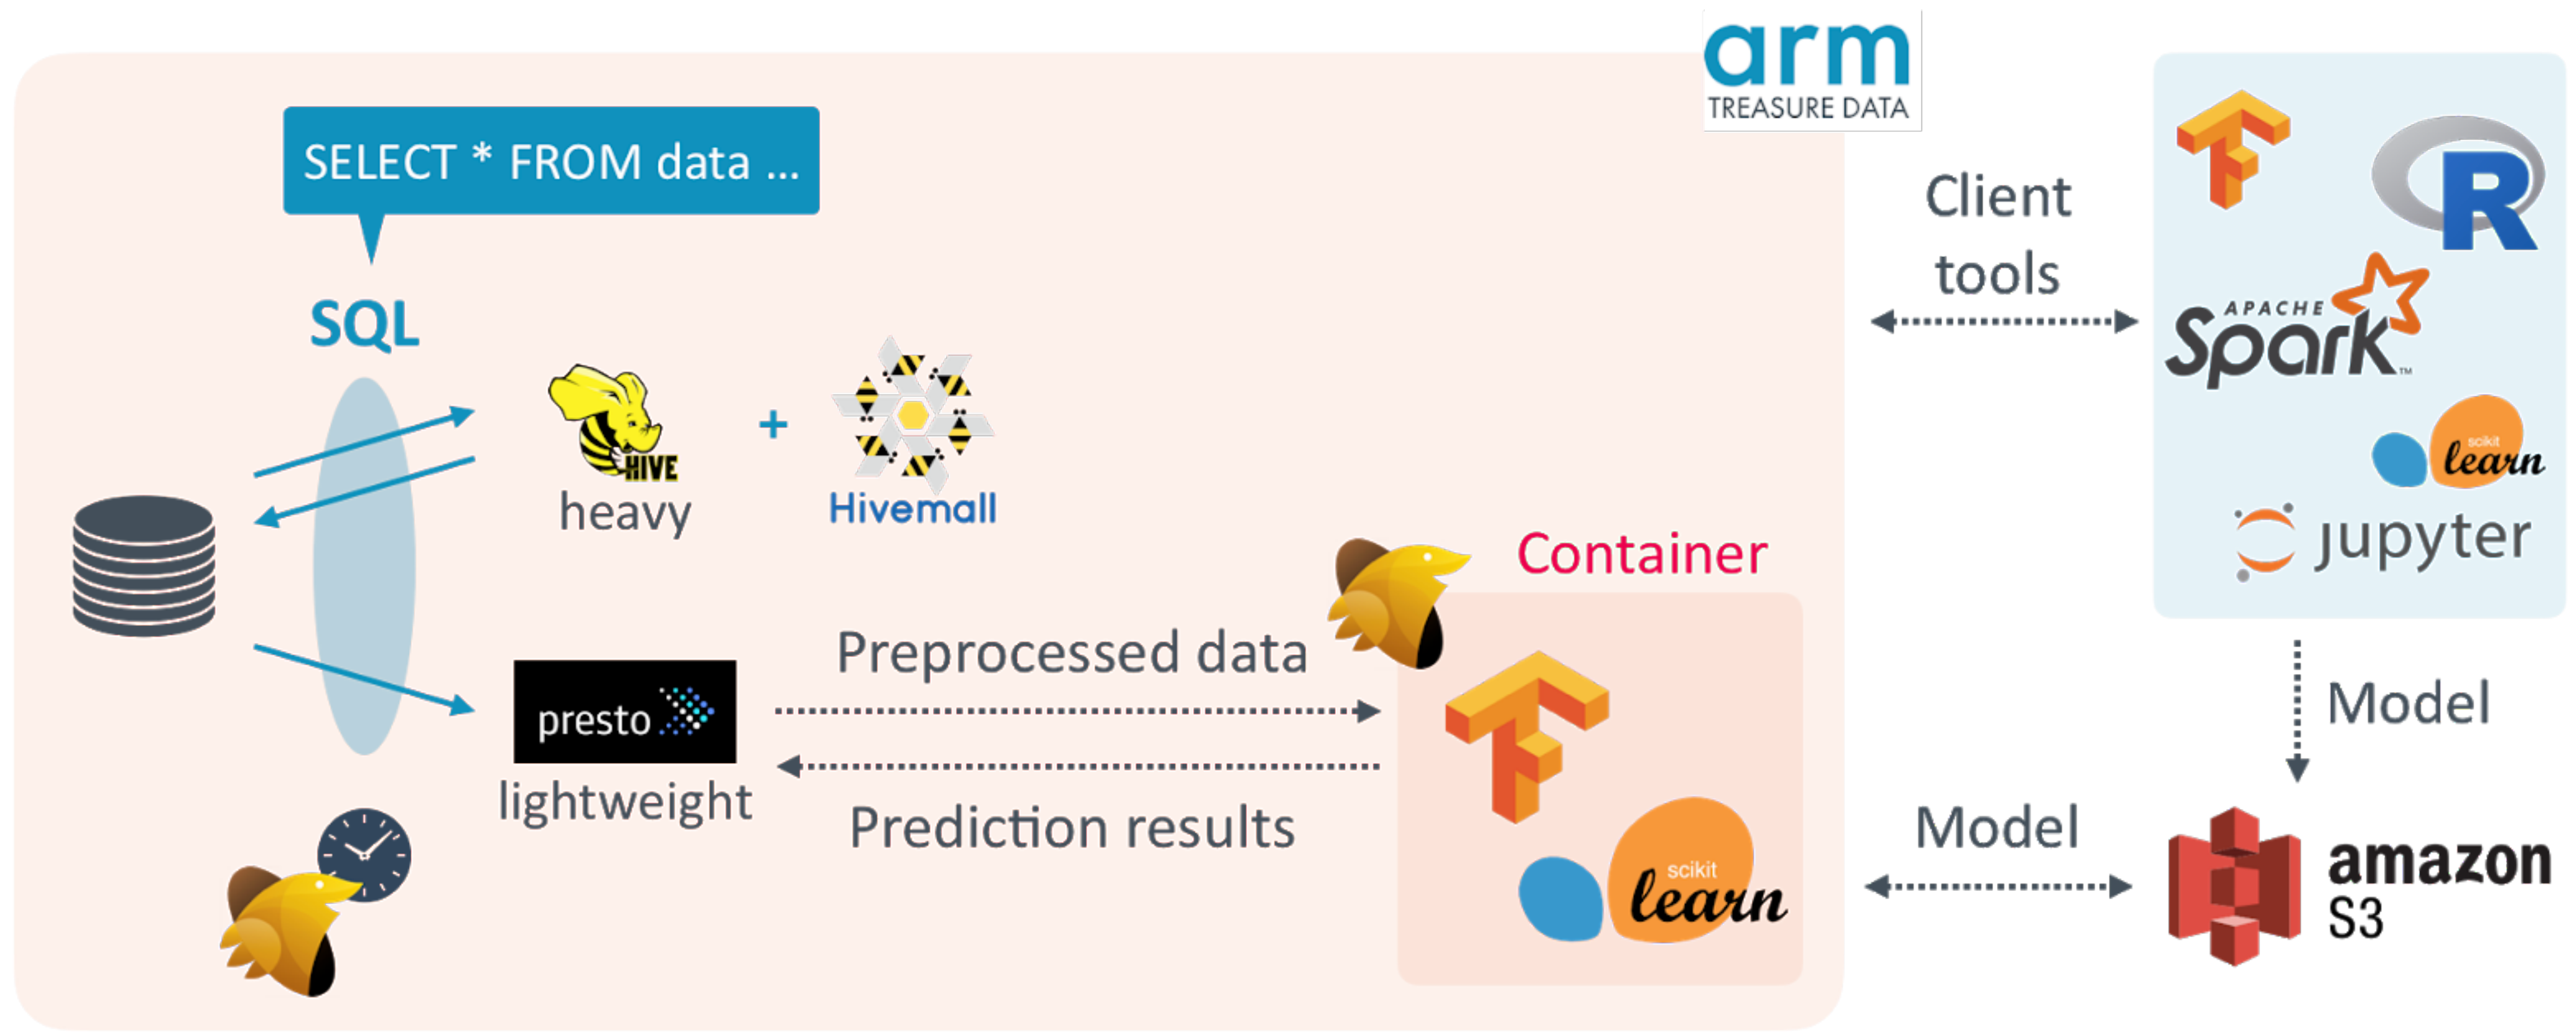 arm
TREASURE DATA
SELECT * FROM data ...
SQL
HIVE
heavy
+
Hivemall
Container
Preprocessed data
presto
lightweight
Prediction results
scikit
learn
Client
tools
R
APACHE
Spark™
scikit
learn
jupyter
Model
Model
amazon
S3